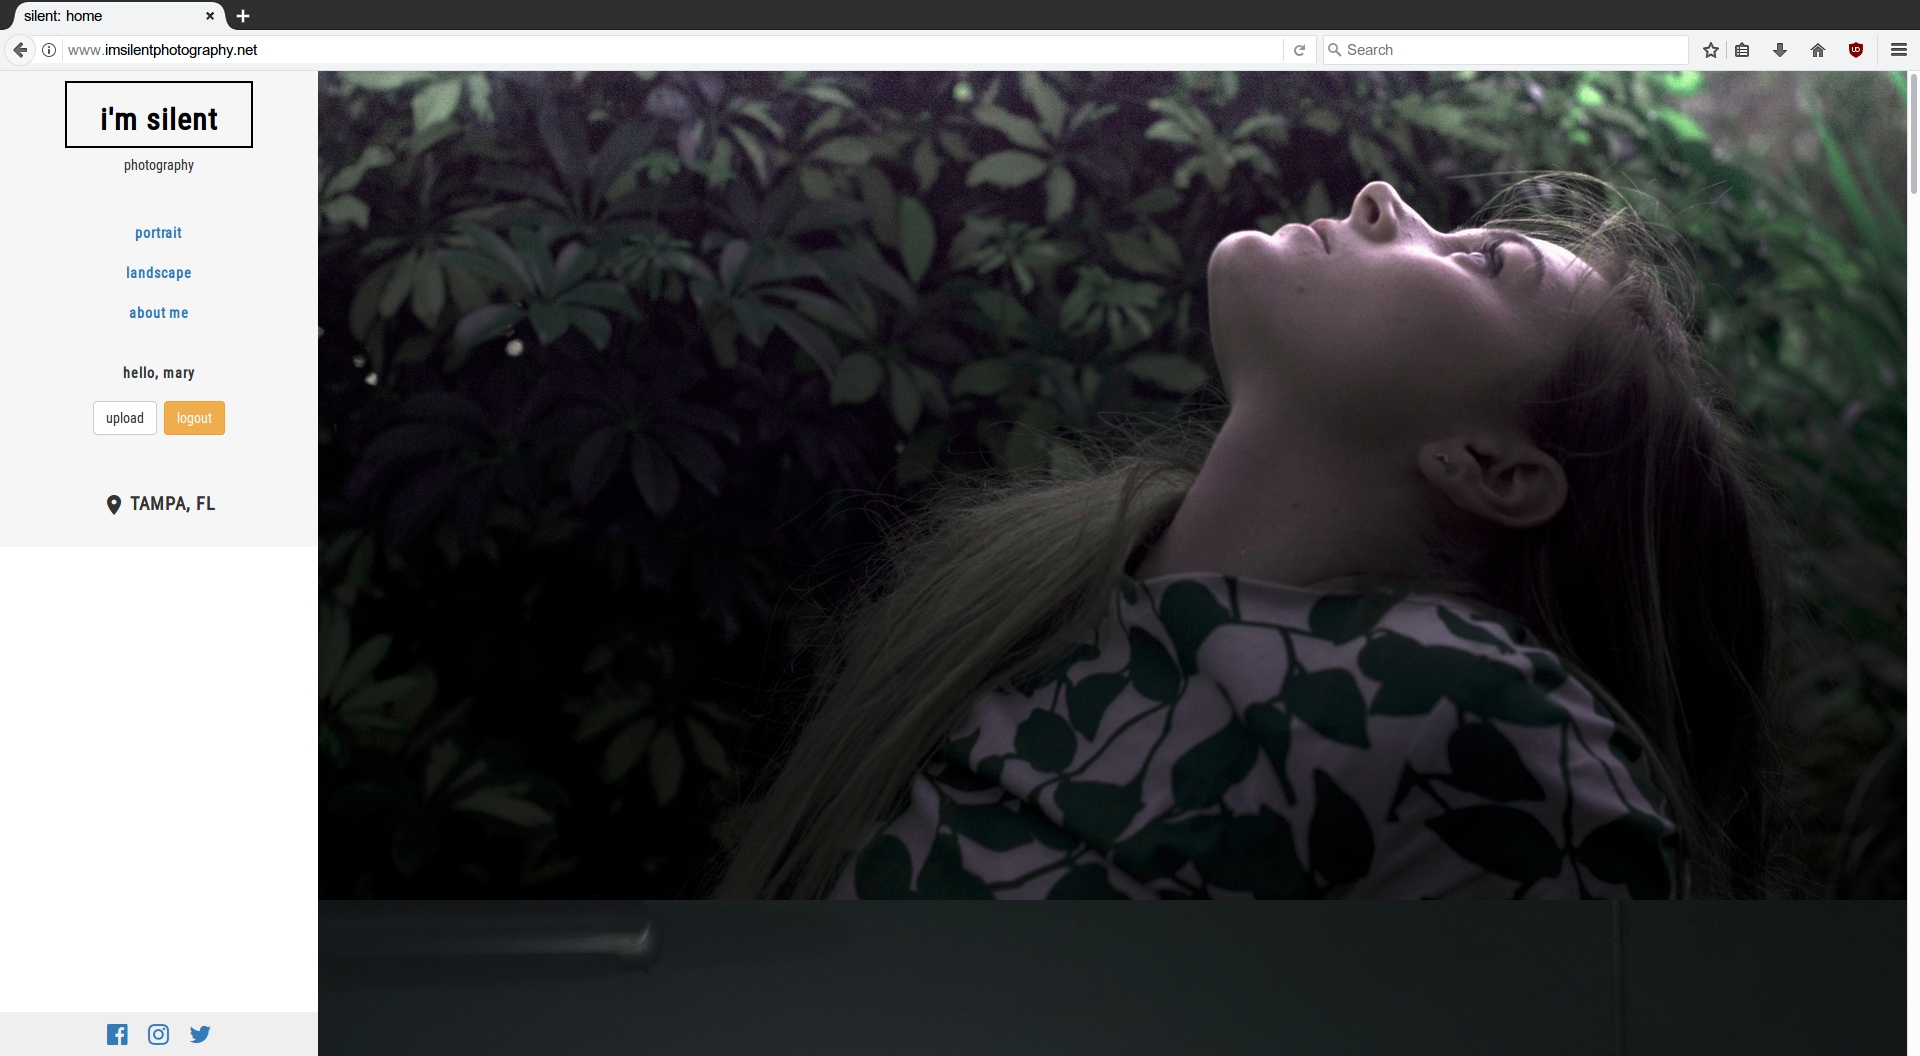 silent: home
www.imsilentphotography.net
Search
i'm silent
photography
portrait
landscape
about me
hello, mary
upload logout
TAMPA, FL